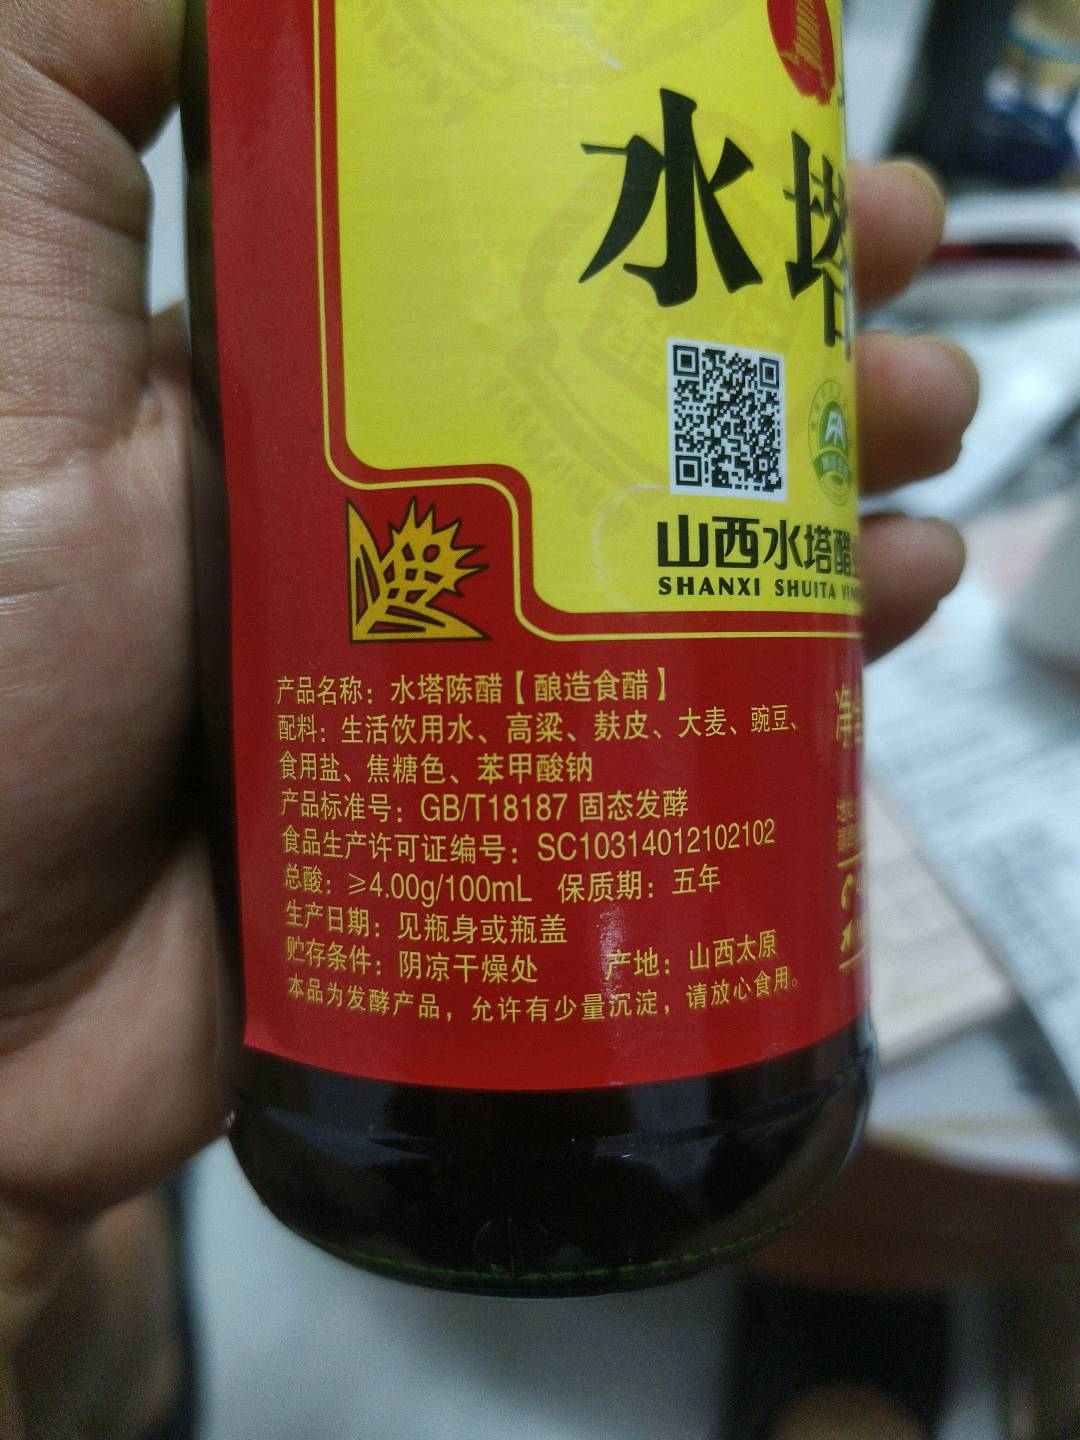 水塔
山西水塔醋
SHANXI SHUITA
产品名称：水塔陈醋【酿造食醋】
配料：生活饮用水、高粱、麸皮、大麦、豌豆、
食用盐、焦糖色、苯甲酸钠
产品标准号：GB/T18187 固态发酵
食品生产许可证编号：SC10314012102102
总酸：≥4.00g/100mL 保质期：五年
生产日期：见瓶身或瓶盖
贮存条件：阴凉干燥处 产地：山西太原
本品为发酵产品，允许有少量沉淀，请放心食用。